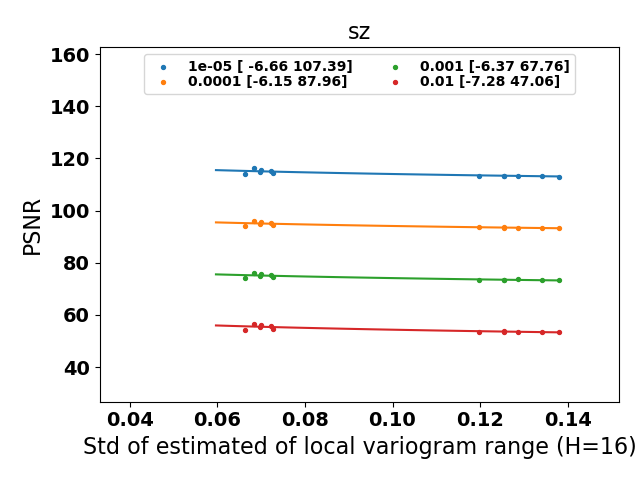 sz
1e-05 [ -6.66 107.39]
0.0001 [-6.15 87.96]
0.001 [-6.37 67.76]
0.01 [-7.28 47.06]
160
140
120
100
80
60
40
PSNR
0.04 0.06 0.08 0.10 0.12 0.14
Std of estimated of local variogram range (H=16)